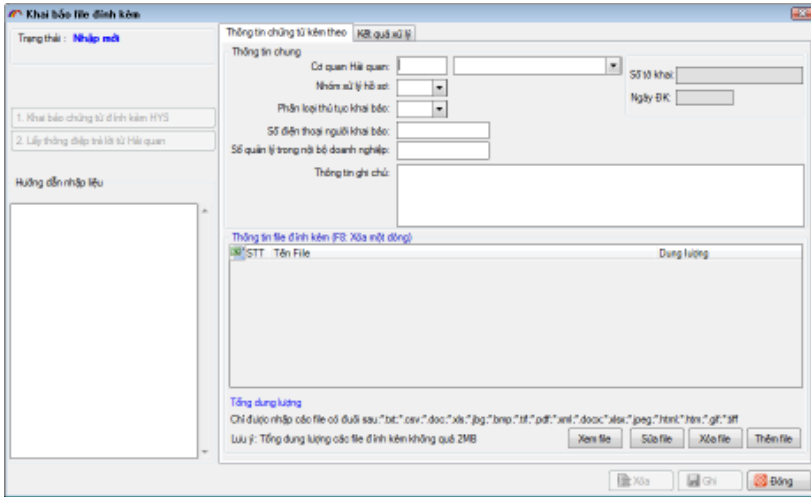 Khai báo file đính kèm
Trạng thái : Nhập mới
1. Khai báo chứng từ đính kèm HYS
2. Lấy thông điệp trả lời từ Hải quan
Hướng dẫn nhập liệu
Thông tin chứng từ kèm theo
Kết quả xử lý
Thông tin chung
Cơ quan Hải quan:
Nhóm xử lý hồ sơ:
Phân loại thủ tục khai báo:
Số điện thoại người khai báo:
Số quản lý trong nội bộ doanh nghiệp:
Thông tin ghi chú:
Số tờ khai:
Ngày ĐK:
Thông tin file đính kèm (F8: Xóa một dòng)
STT Tên File Dung lượng
Tổng dung lượng
Chỉ được nhập các file có đuôi sau:*.txt;*.csv;*.doc;*.xls;*.jbg;*.bmp;*.tif;*.pdf;*.xml;*.docx;*.xlsx;*.jpeg;*.html;*.htm;*.gif;*.tiff
Lưu ý: Tổng dung lượng các file đính kèm không quá 2MB
Xem file
Sửa file
Xóa file
Thêm file
Xóa
Ghi
Đóng